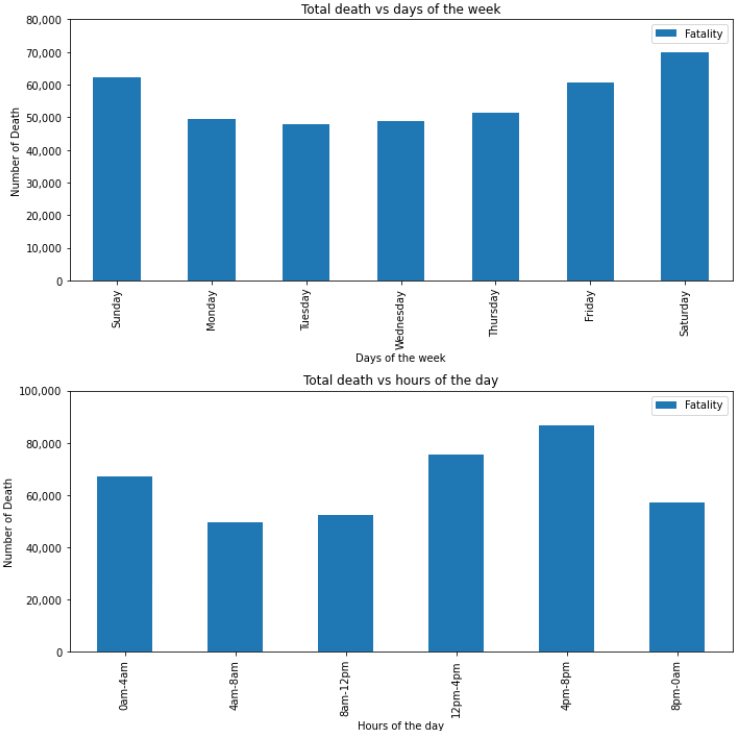 Total death vs days of the week
Fatality
80,000
70,000
60,000
50,000
40,000
30,000
20,000
10,000
0
Number of Death
Sunday
Monday
Tuesday
Wednesday
Thursday
Friday
Saturday
Days of the week
Total death vs hours of the day
Fatality
100,000
80,000
60,000
40,000
20,000
0
Number of Death
0am-4am
4am-8am
8am-12pm
12pm-4pm
4pm-8pm
8pm-0am
Hours of the day